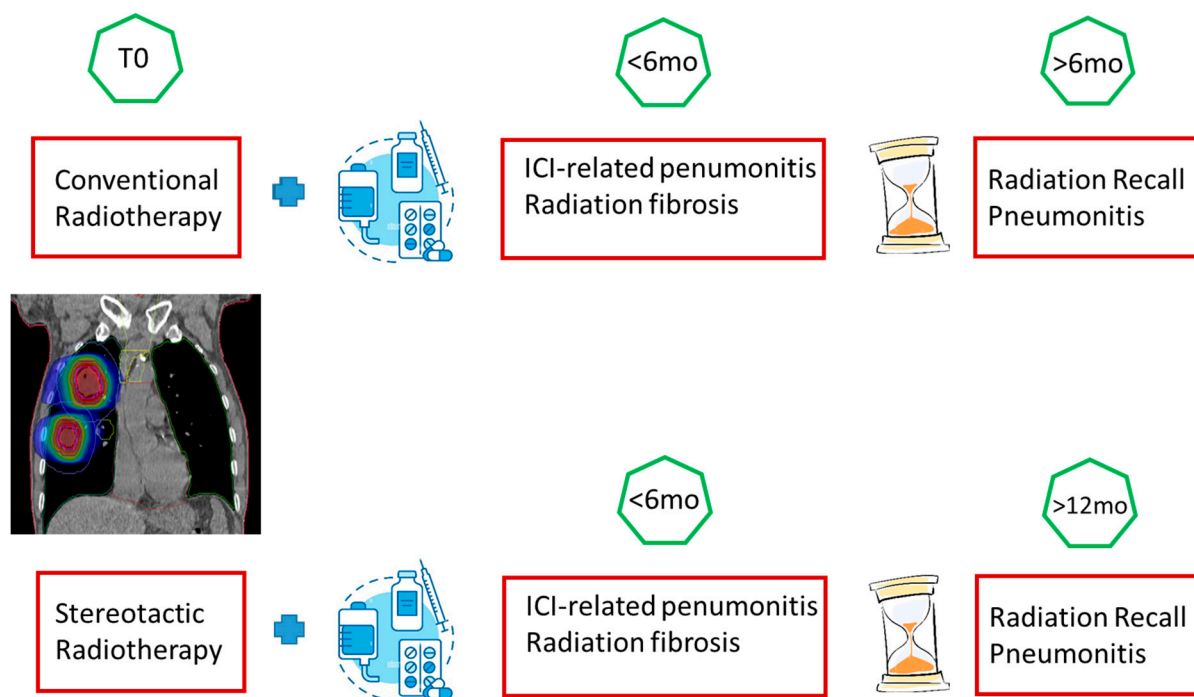 T0
<6mo
>6mo
Conventional
Radiotherapy
ICI-related penumonitis
Radiation fibrosis
Radiation Recall
Pneumonitis
<6mo
>12mo
Stereotactic
Radiotherapy
ICI-related penumonitis
Radiation fibrosis
Radiation Recall
Pneumonitis